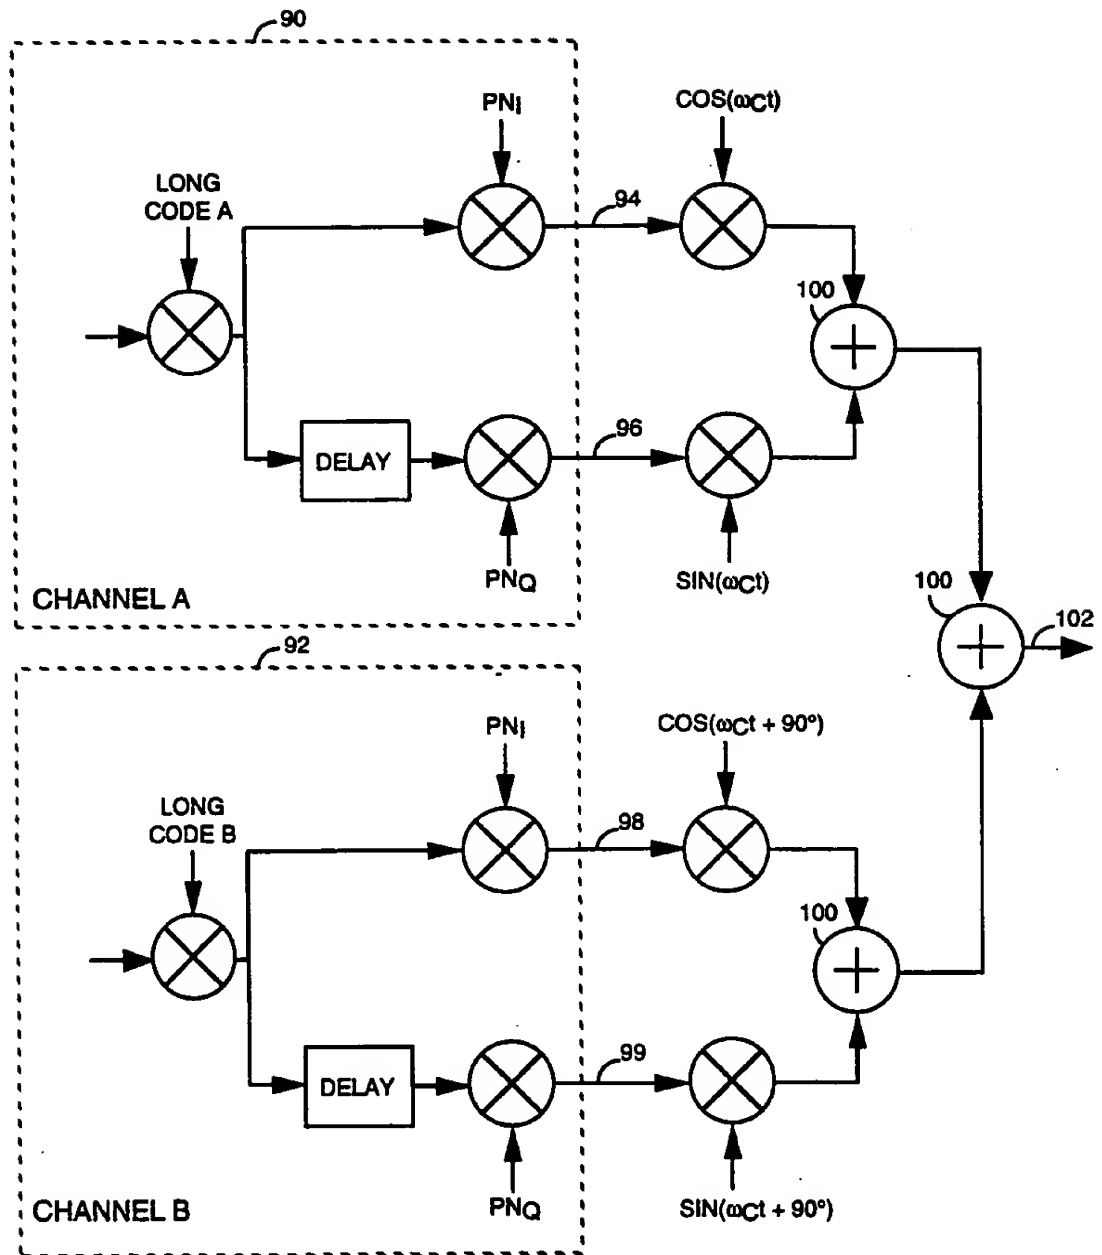 90
PNI
COS(ωCt)
LONG
CODE A
94
100
DELAY
96
PNQ
SIN(ωCt)
CHANNEL A
100
102
92
PNI
COS(ωCt + 90°)
LONG
CODE B
98
100
DELAY
99
PNQ
SIN(ωCt + 90°)
CHANNEL B